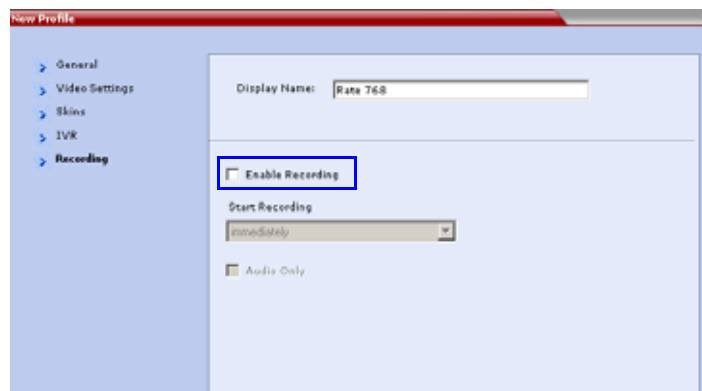 New Profile
General
Video Settings
Skins
IVR
Recording
Display Name: Rate 768
Enable Recording
Start Recording
immediately
Audio Only